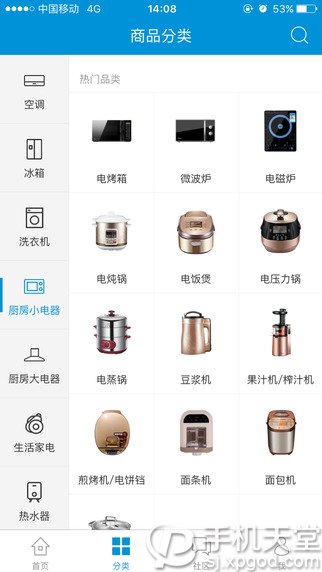 中国移动 4G 14:08 53%
商品分类
热门品类
空调
冰箱
洗衣机
厨房小电器
厨房大电器
生活家电
热水器
电烤箱 微波炉 电磁炉
电炖锅 电饭煲 电压力锅
电蒸锅 豆浆机 果汁机/榨汁机
煎烤机/电饼铛 面条机 面包机
首页 分类 社区 我
手机天堂
sj.xpgod.com